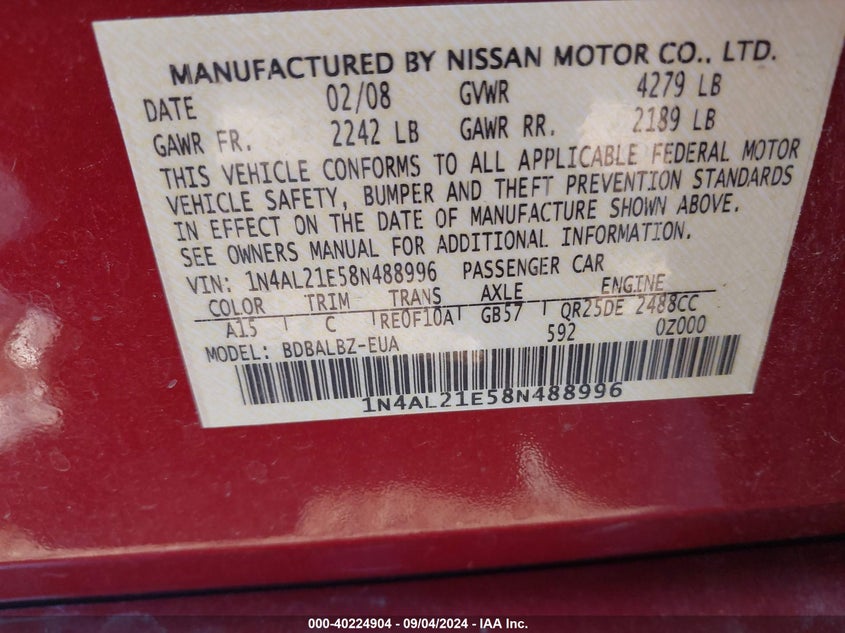 MANUFACTURED BY NISSAN MOTOR CO., LTD.
DATE 02/08 GVWR 4279 LB
GAWR FR. 2242 LB GAWR RR. 2189 LB
THIS VEHICLE CONFORMS TO ALL APPLICABLE FEDERAL MOTOR
VEHICLE SAFETY, BUMPER AND THEFT PREVENTION STANDARDS
IN EFFECT ON THE DATE OF MANUFACTURE SHOWN ABOVE.
SEE OWNERS MANUAL FOR ADDITIONAL INFORMATION.
VIN: 1N4AL21E58N488996 PASSENGER CAR
COLOR TRIM TRANS AXLE ENGINE
A15 C RE0F10A GB57 QR25DE 2488CC
MODEL: BDBALBZ-EUA 592 0Z000
1N4AL21E58N488996
000-40224904 - 09/04/2024 - IAA Inc.